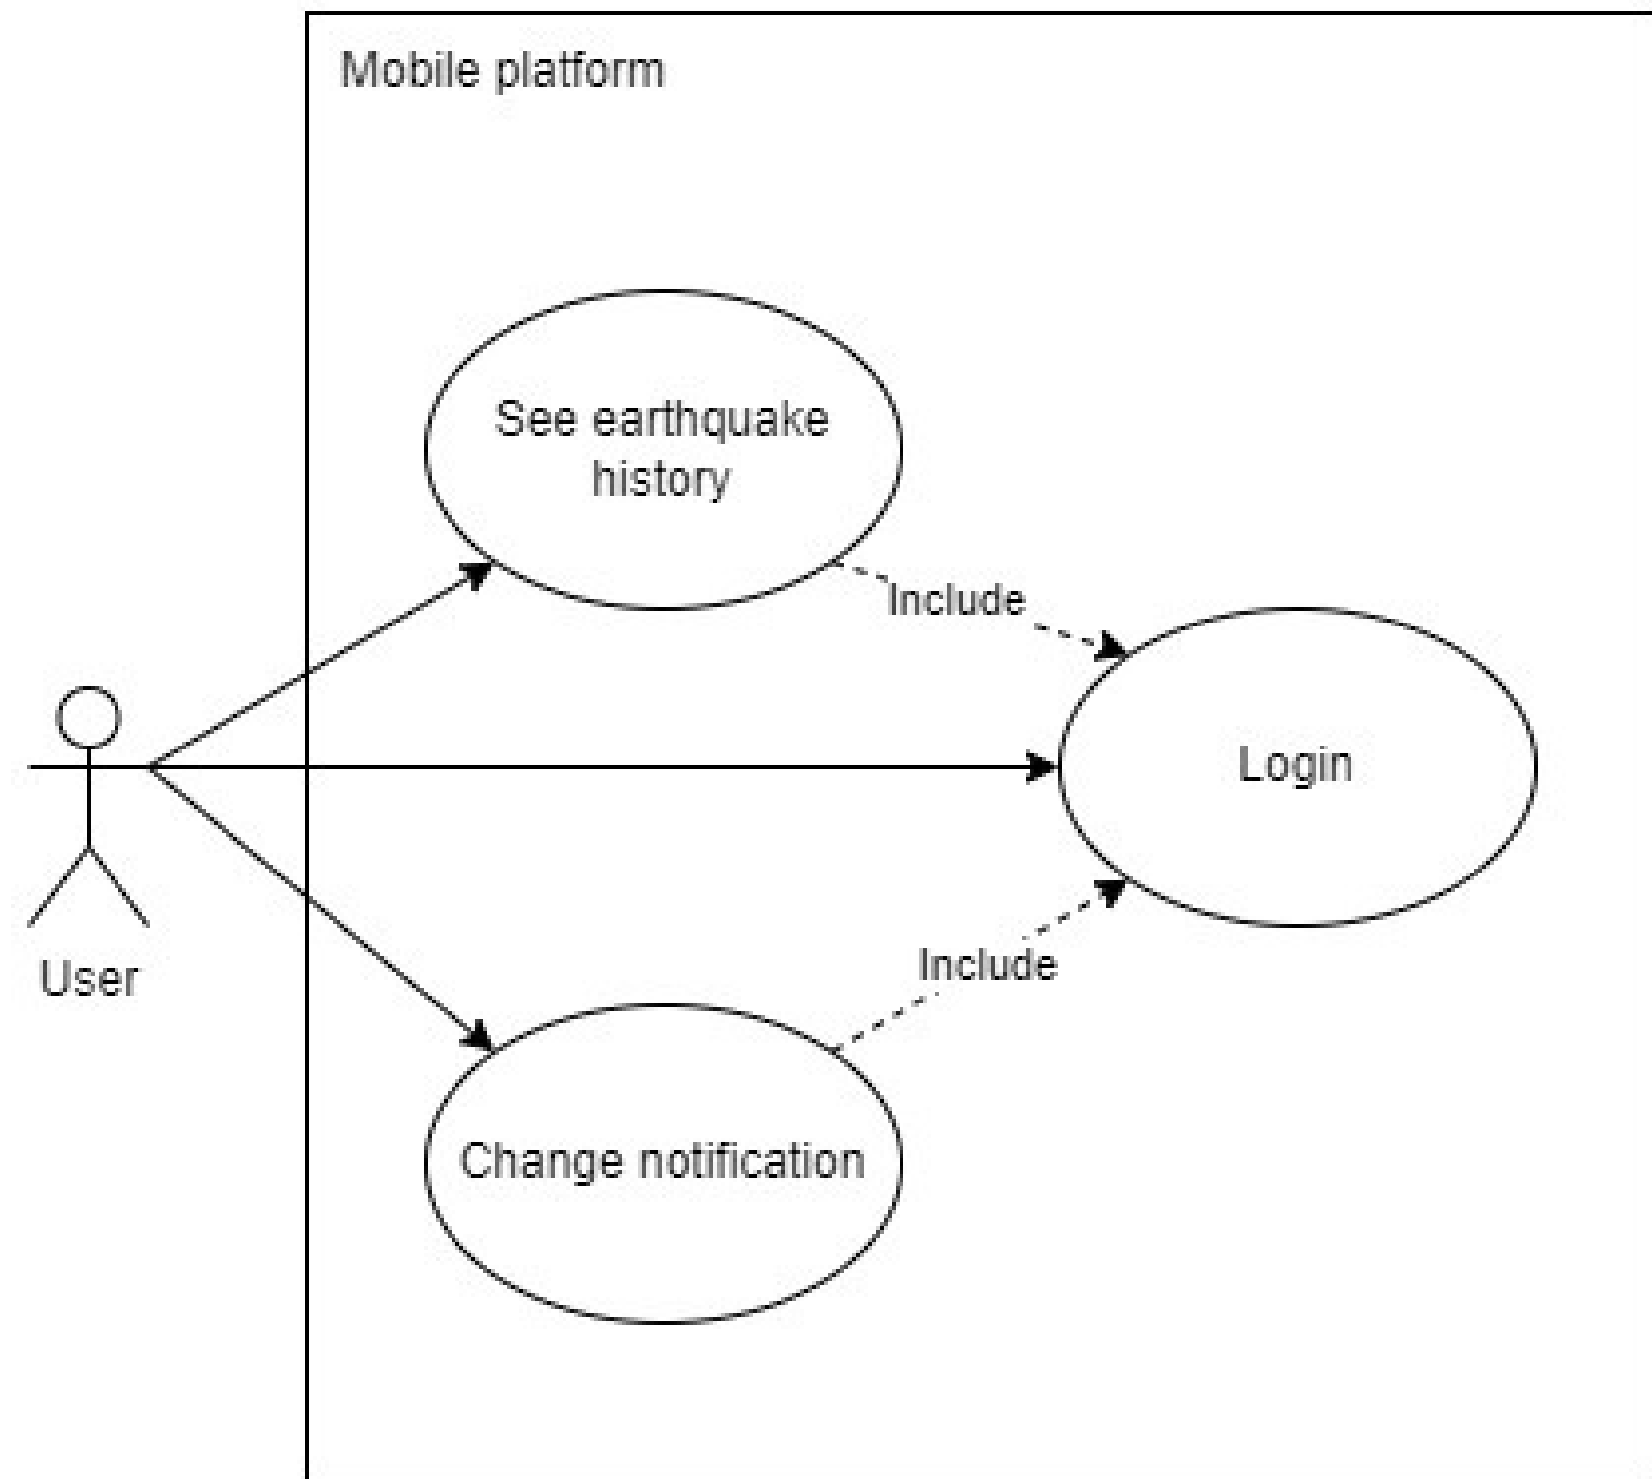 Mobile platform
See earthquake
history
Include
Login
User
Include
Change notification